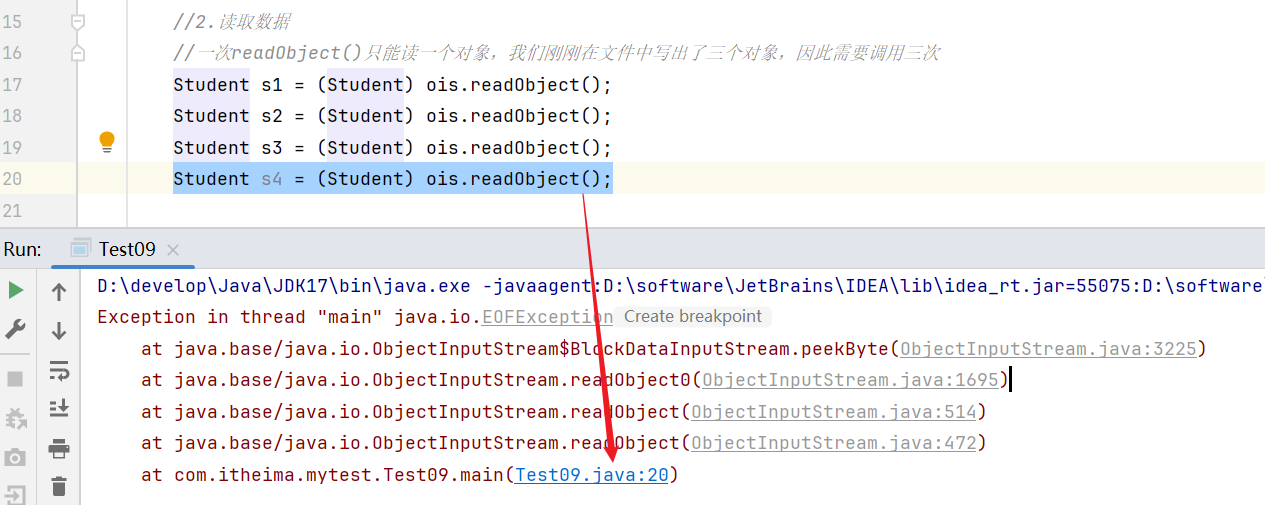 15 //2.读取数据
16 //一次readObject()只能读一个对象，我们刚刚在文件中写出了三个对象，因此需要调用三次
17 Student s1 = (Student) ois.readObject();
18 Student s2 = (Student) ois.readObject();
19 Student s3 = (Student) ois.readObject();
20 Student s4 = (Student) ois.readObject();
21
Run: Test09 ×
D:\develop\Java\JDK17\bin\java.exe -javaagent:D:\software\JetBrains\IDEA\lib\idea_rt.jar=55075:D:\software\
Exception in thread "main" java.io.EOFException Create breakpoint
at java.base/java.io.ObjectInputStream$BlockDataInputStream.peekByte(ObjectInputStream.java:3225)
at java.base/java.io.ObjectInputStream.readObject0(ObjectInputStream.java:1695)
at java.base/java.io.ObjectInputStream.readObject(ObjectInputStream.java:514)
at java.base/java.io.ObjectInputStream.readObject(ObjectInputStream.java:472)
at com.itheima.mytest.Test09.main(Test09.java:20)